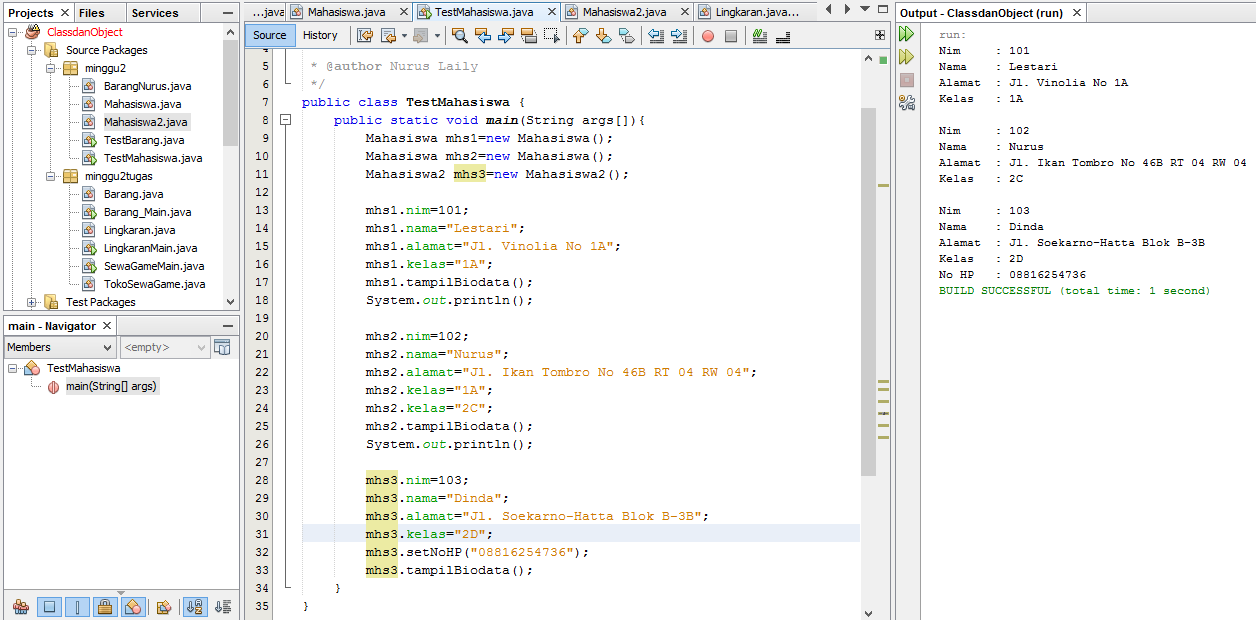 Projects
Files
Services
ClassdanObject
Source Packages
minggu2
BarangNurus.java
Mahasiswa.java
Mahasiswa2.java
TestBarang.java
TestMahasiswa.java
minggu2tugas
Barang.java
Barang_Main.java
Lingkaran.java
LingkaranMain.java
SewaGameMain.java
TokoSewaGame.java
Test Packages
main - Navigator
Members
<empty>
TestMahasiswa
main(String[] args)
...java
Mahasiswa.java
TestMahasiswa.java
Mahasiswa2.java
Lingkaran.java...
Source
History
5 * @author Nurus Laily
6 */
7 public class TestMahasiswa {
8 public static void main(String args[]){
9 Mahasiswa mhs1=new Mahasiswa();
10 Mahasiswa mhs2=new Mahasiswa();
11 Mahasiswa2 mhs3=new Mahasiswa2();
12
13 mhs1.nim=101;
14 mhs1.nama="Lestari";
15 mhs1.alamat="Jl. Vinolia No 1A";
16 mhs1.kelas="1A";
17 mhs1.tampilBiodata();
18 System.out.println();
19
20 mhs2.nim=102;
21 mhs2.nama="Nurus";
22 mhs2.alamat="Jl. Ikan Tombro No 46B RT 04 RW 04";
23 mhs2.kelas="1A";
24 mhs2.kelas="2C";
25 mhs2.tampilBiodata();
26 System.out.println();
27
28 mhs3.nim=103;
29 mhs3.nama="Dinda";
30 mhs3.alamat="Jl. Soekarno-Hatta Blok B-3B";
31 mhs3.kelas="2D";
32 mhs3.setNoHP("08816254736");
33 mhs3.tampilBiodata();
34 }
35 }
Output - ClassdanObject (run)
run:
Nim : 101
Nama : Lestari
Alamat : Jl. Vinolia No 1A
Kelas : 1A
Nim : 102
Nama : Nurus
Alamat : Jl. Ikan Tombro No 46B RT 04 RW 04
Kelas : 2C
Nim : 103
Nama : Dinda
Alamat : Jl. Soekarno-Hatta Blok B-3B
Kelas : 2D
No HP : 08816254736
BUILD SUCCESSFUL (total time: 1 second)